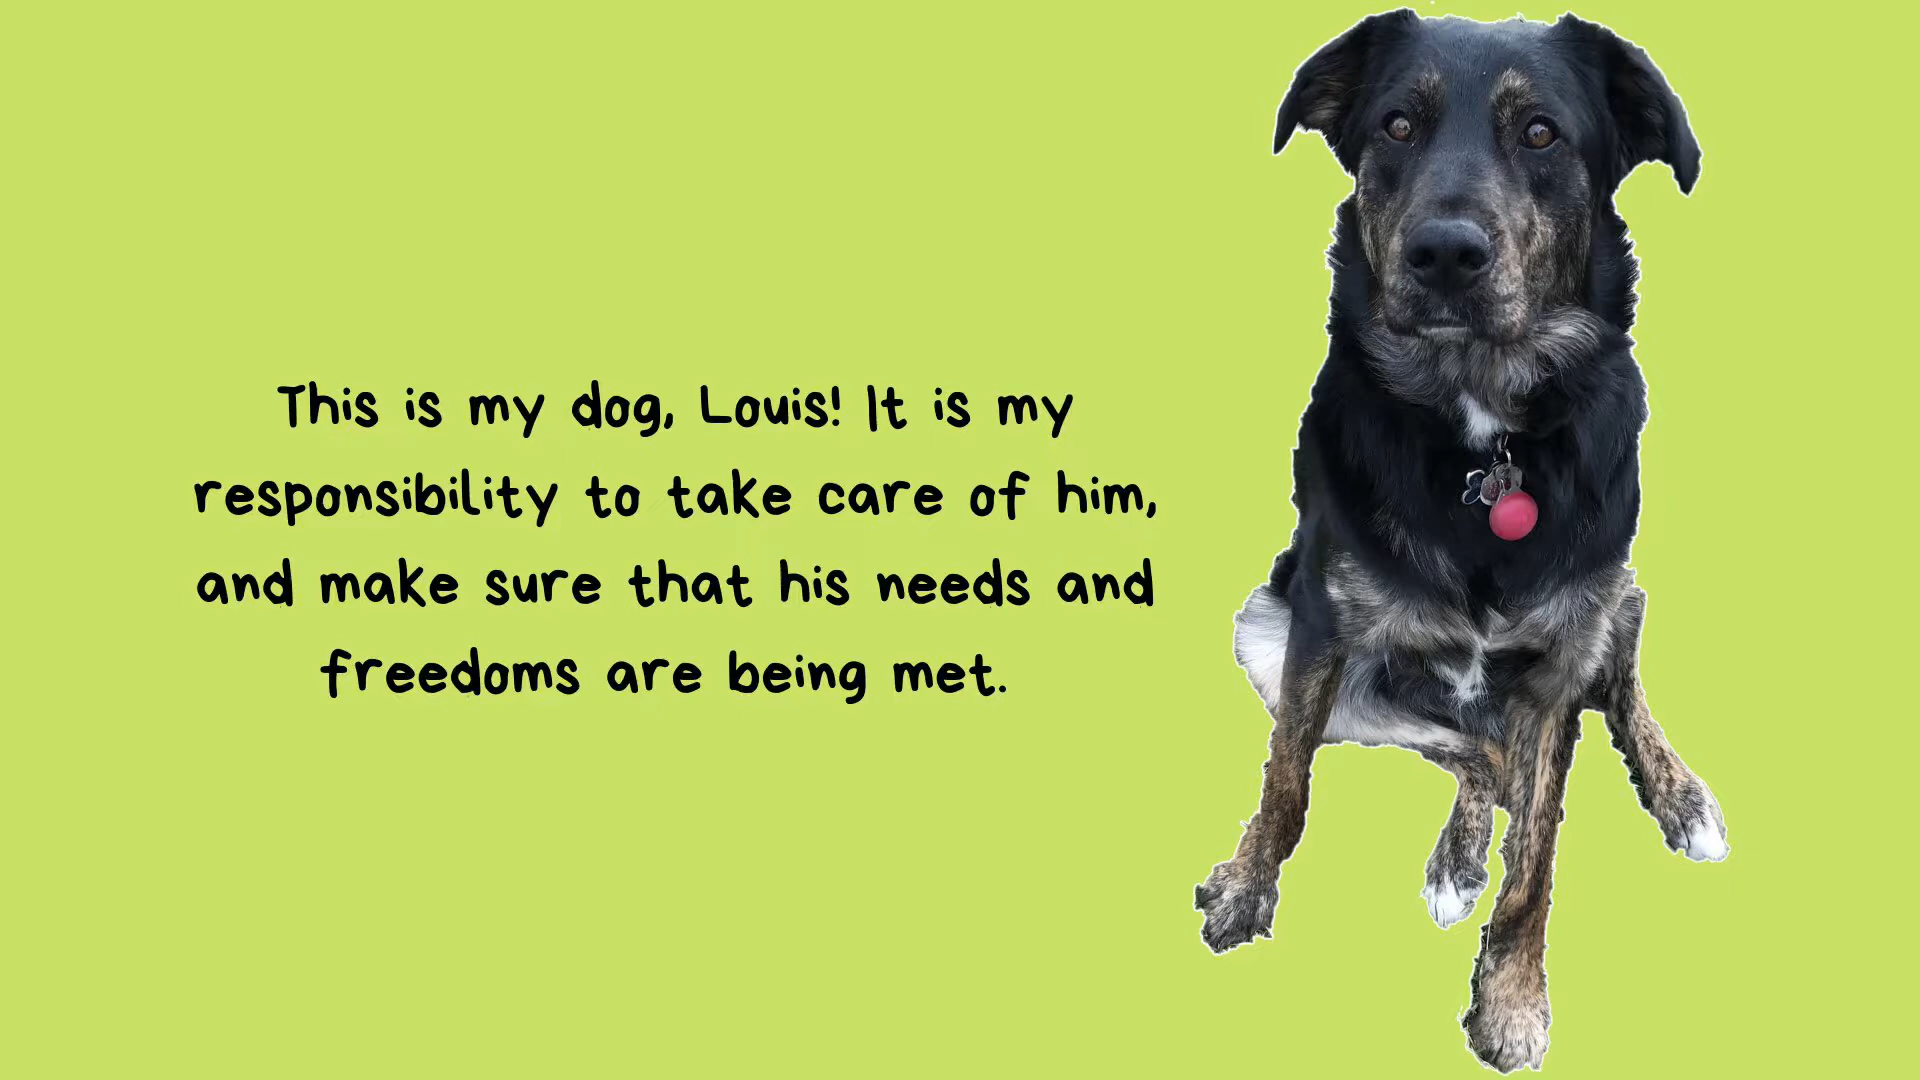 This is my dog, Louis! It is my
responsibility to take care of him,
and make sure that his needs and
freedoms are being met.